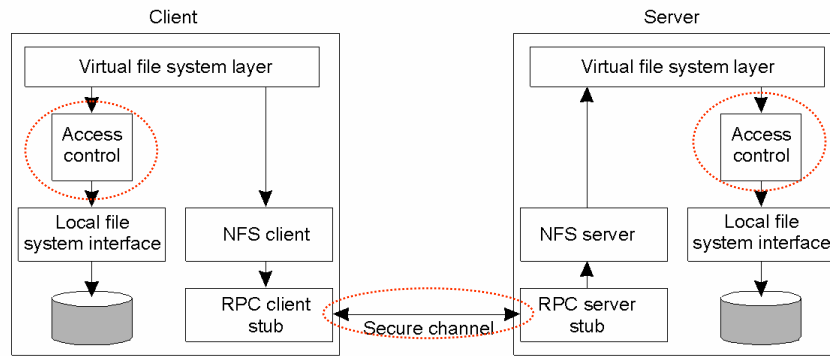 Client
Server
Virtual file system layer
Virtual file system layer
Access
control
Access
control
Local file
system interface
NFS client
NFS server
Local file
system interface
RPC client
stub
Secure channel
RPC server
stub